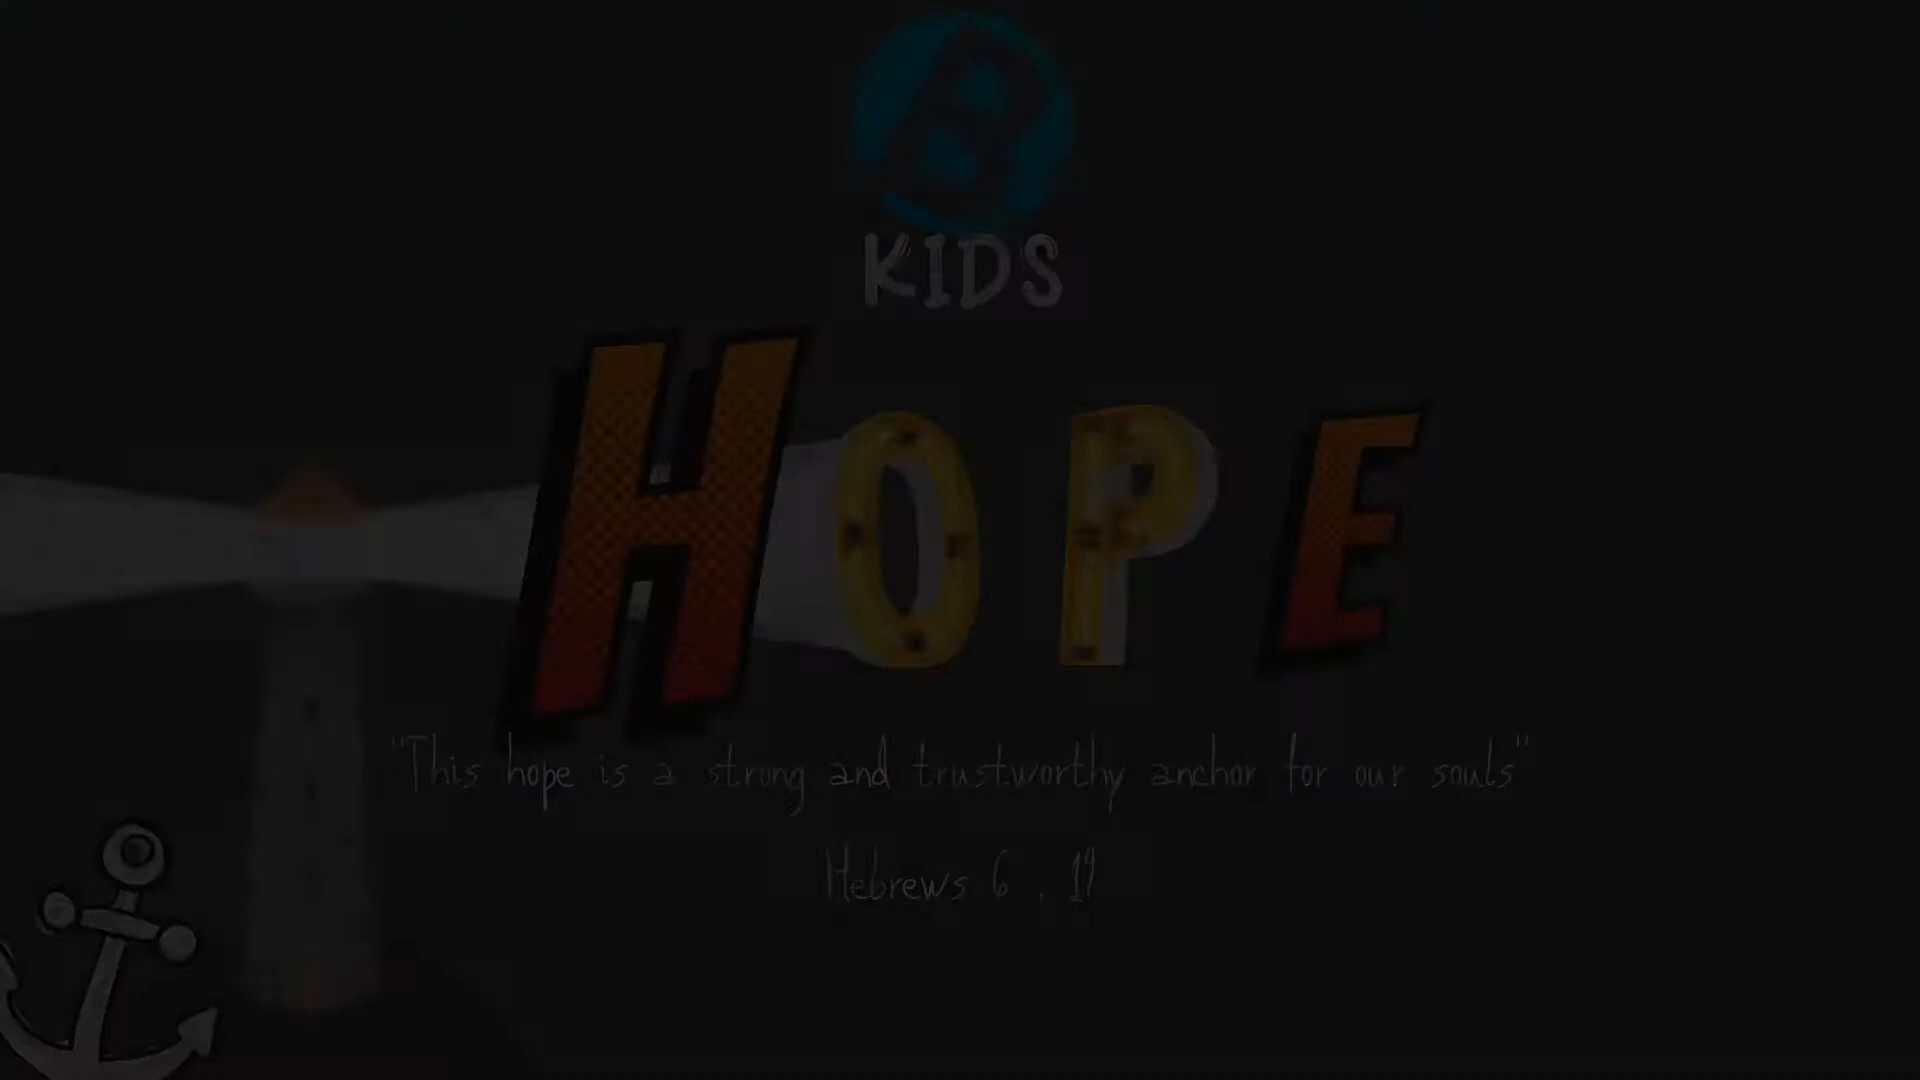 B
KIDS
HOPE
"This hope is a strong and trustworthy anchor for our souls"
Hebrews 6 . 19